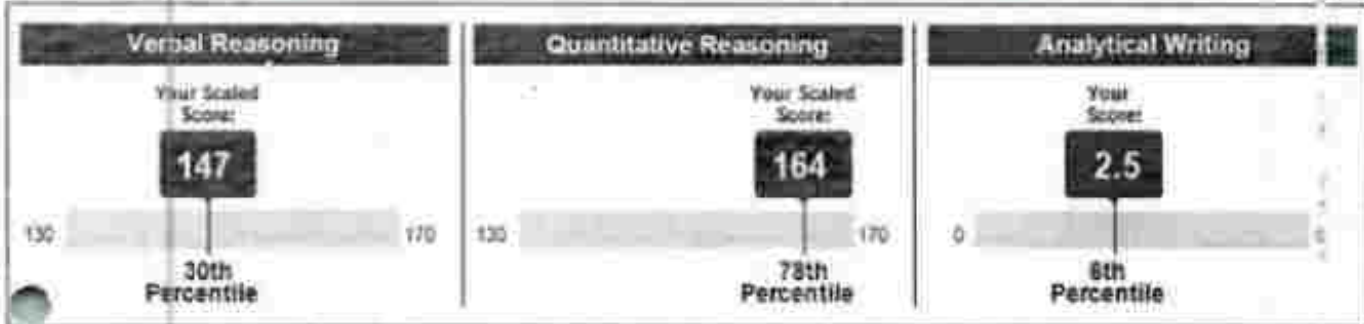 Verbal Reasoning
Your Scaled
Score:
147
130
170
30th
Percentile
Quantitative Reasoning
Your Scaled
Score:
164
130
170
78th
Percentile
Analytical Writing
Your
Score:
2.5
0
6th
Percentile